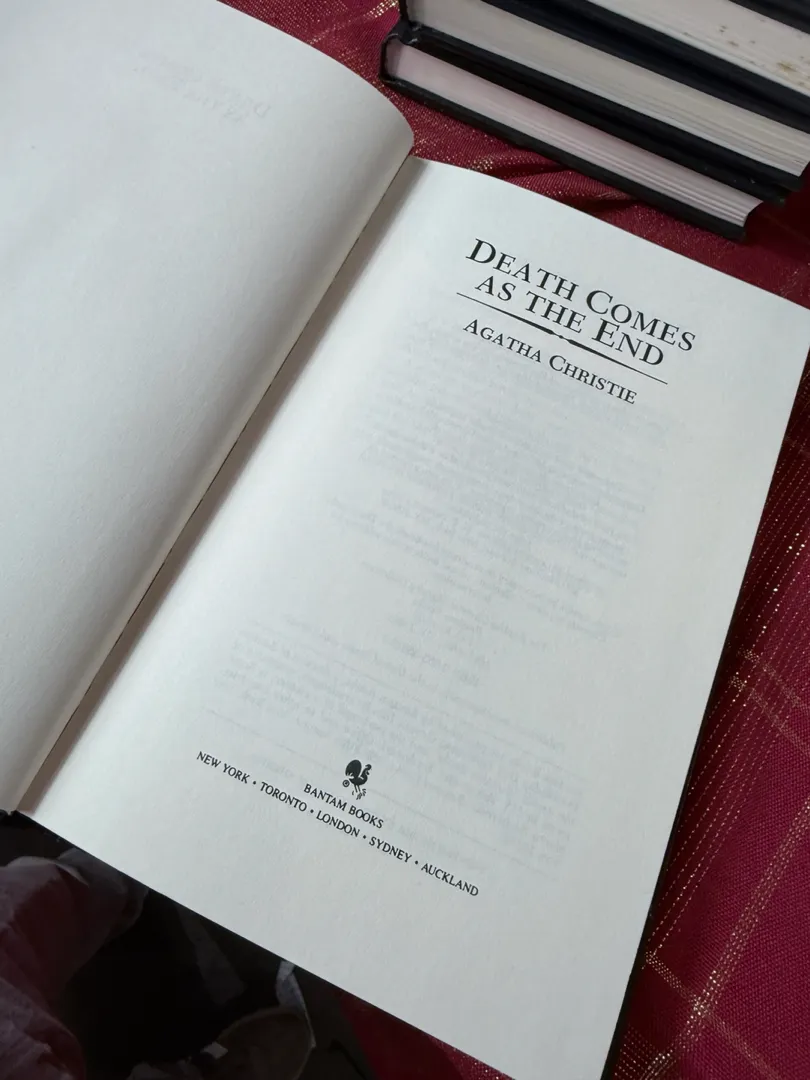 DEATH COMES
AS THE END
AGATHA CHRISTIE
BANTAM BOOKS
NEW YORK • TORONTO • LONDON • SYDNEY • AUCKLAND